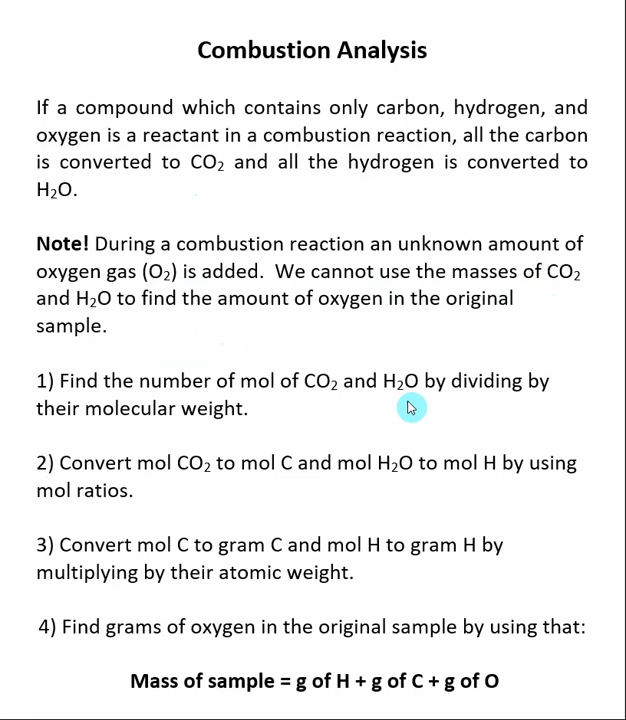 Combustion Analysis
If a compound which contains only carbon, hydrogen, and
oxygen is a reactant in a combustion reaction, all the carbon
is converted to CO₂ and all the hydrogen is converted to
H₂O.
Note! During a combustion reaction an unknown amount of
oxygen gas (O₂) is added.  We cannot use the masses of CO₂
and H₂O to find the amount of oxygen in the original
sample.
1) Find the number of mol of CO₂ and H₂O by dividing by
their molecular weight.
2) Convert mol CO₂ to mol C and mol H₂O to mol H by using
mol ratios.
3) Convert mol C to gram C and mol H to gram H by
multiplying by their atomic weight.
4) Find grams of oxygen in the original sample by using that:
Mass of sample = g of H + g of C + g of O